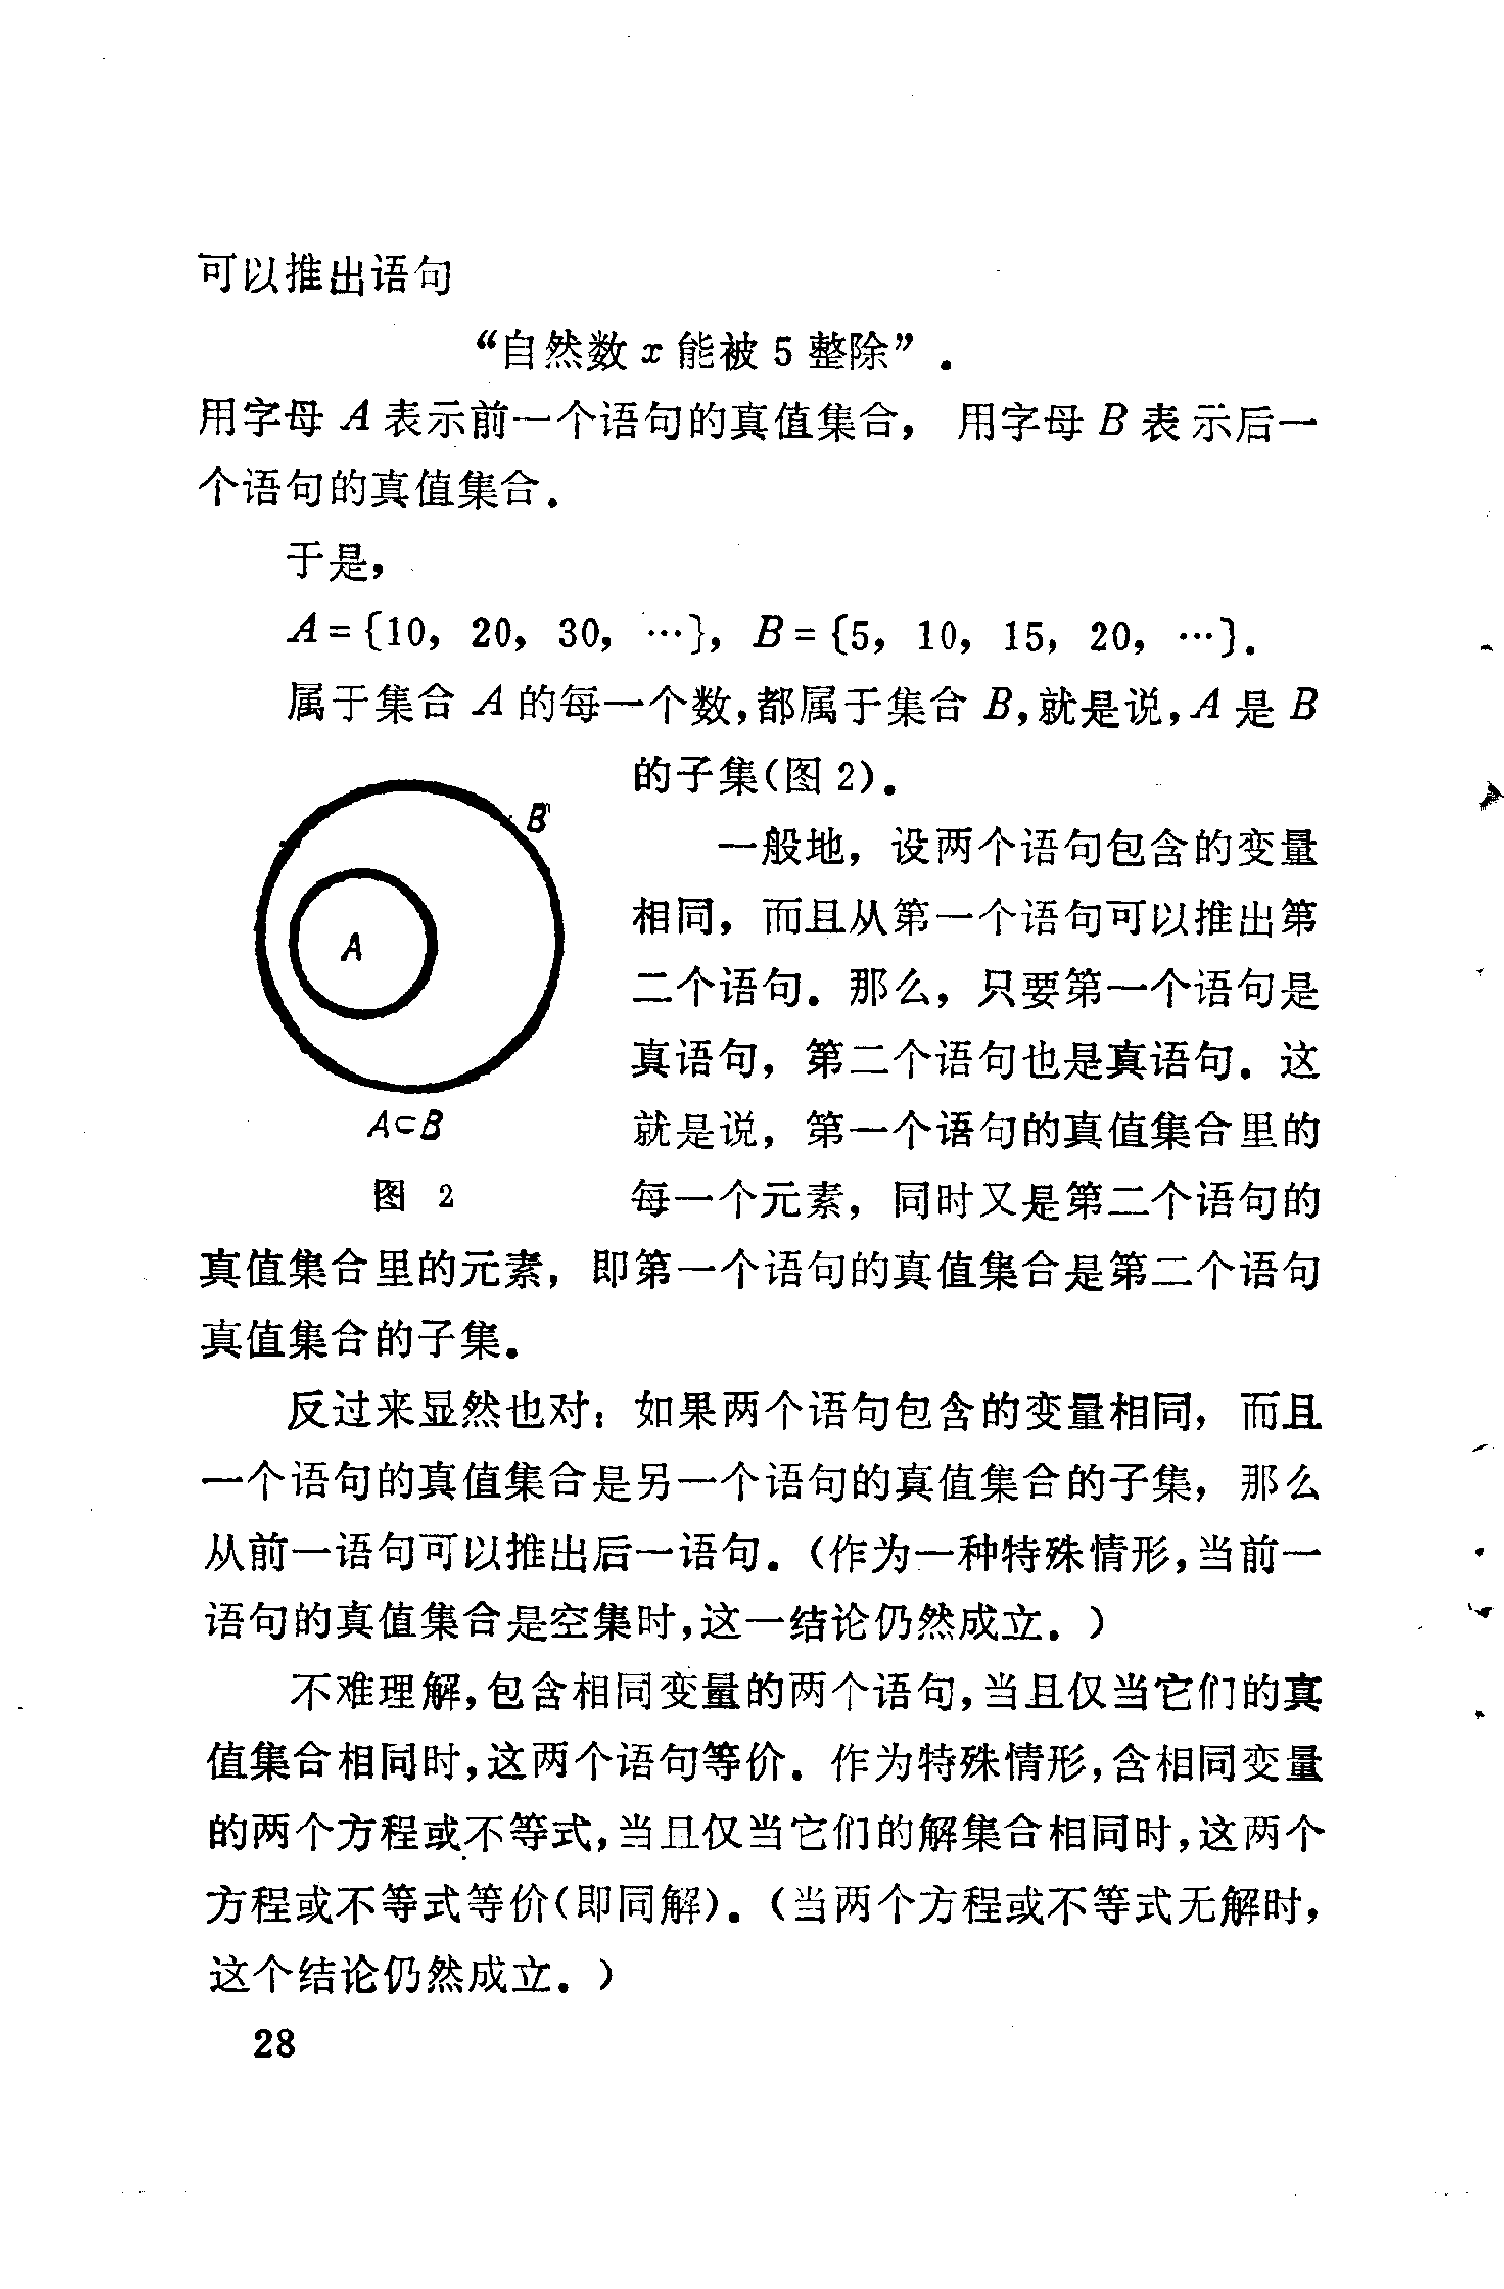 可以推出语句
“自然数 x 能被 5 整除”.
用字母 A 表示前一个语句的真值集合, 用字母 B 表示后一
个语句的真值集合.
于是,
A={10, 20, 30, …}, B={5, 10, 15, 20, …}.
属于集合 A 的每一个数,都属于集合 B,就是说,A 是 B
的子集(图 2).
一般地, 设两个语句包含的变量
相同, 而且从第一个语句可以推出第
二个语句. 那么, 只要第一个语句是
真语句, 第二个语句也是真语句. 这
就是说, 第一个语句的真值集合里的
每一个元素, 同时又是第二个语句的
B
A
A⊂B
图 2
真值集合里的元素, 即第一个语句的真值集合是第二个语句
真值集合的子集.
反过来显然也对: 如果两个语句包含的变量相同, 而且
一个语句的真值集合是另一个语句的真值集合的子集, 那么
从前一语句可以推出后一语句. (作为一种特殊情形,当前一
语句的真值集合是空集时,这一结论仍然成立. )
不难理解,包含相同变量的两个语句,当且仅当它们的真
值集合相同时,这两个语句等价. 作为特殊情形,含相同变量
的两个方程或不等式,当且仅当它们的解集合相同时,这两个
方程或不等式等价(即同解). (当两个方程或不等式无解时,
这个结论仍然成立. )
28